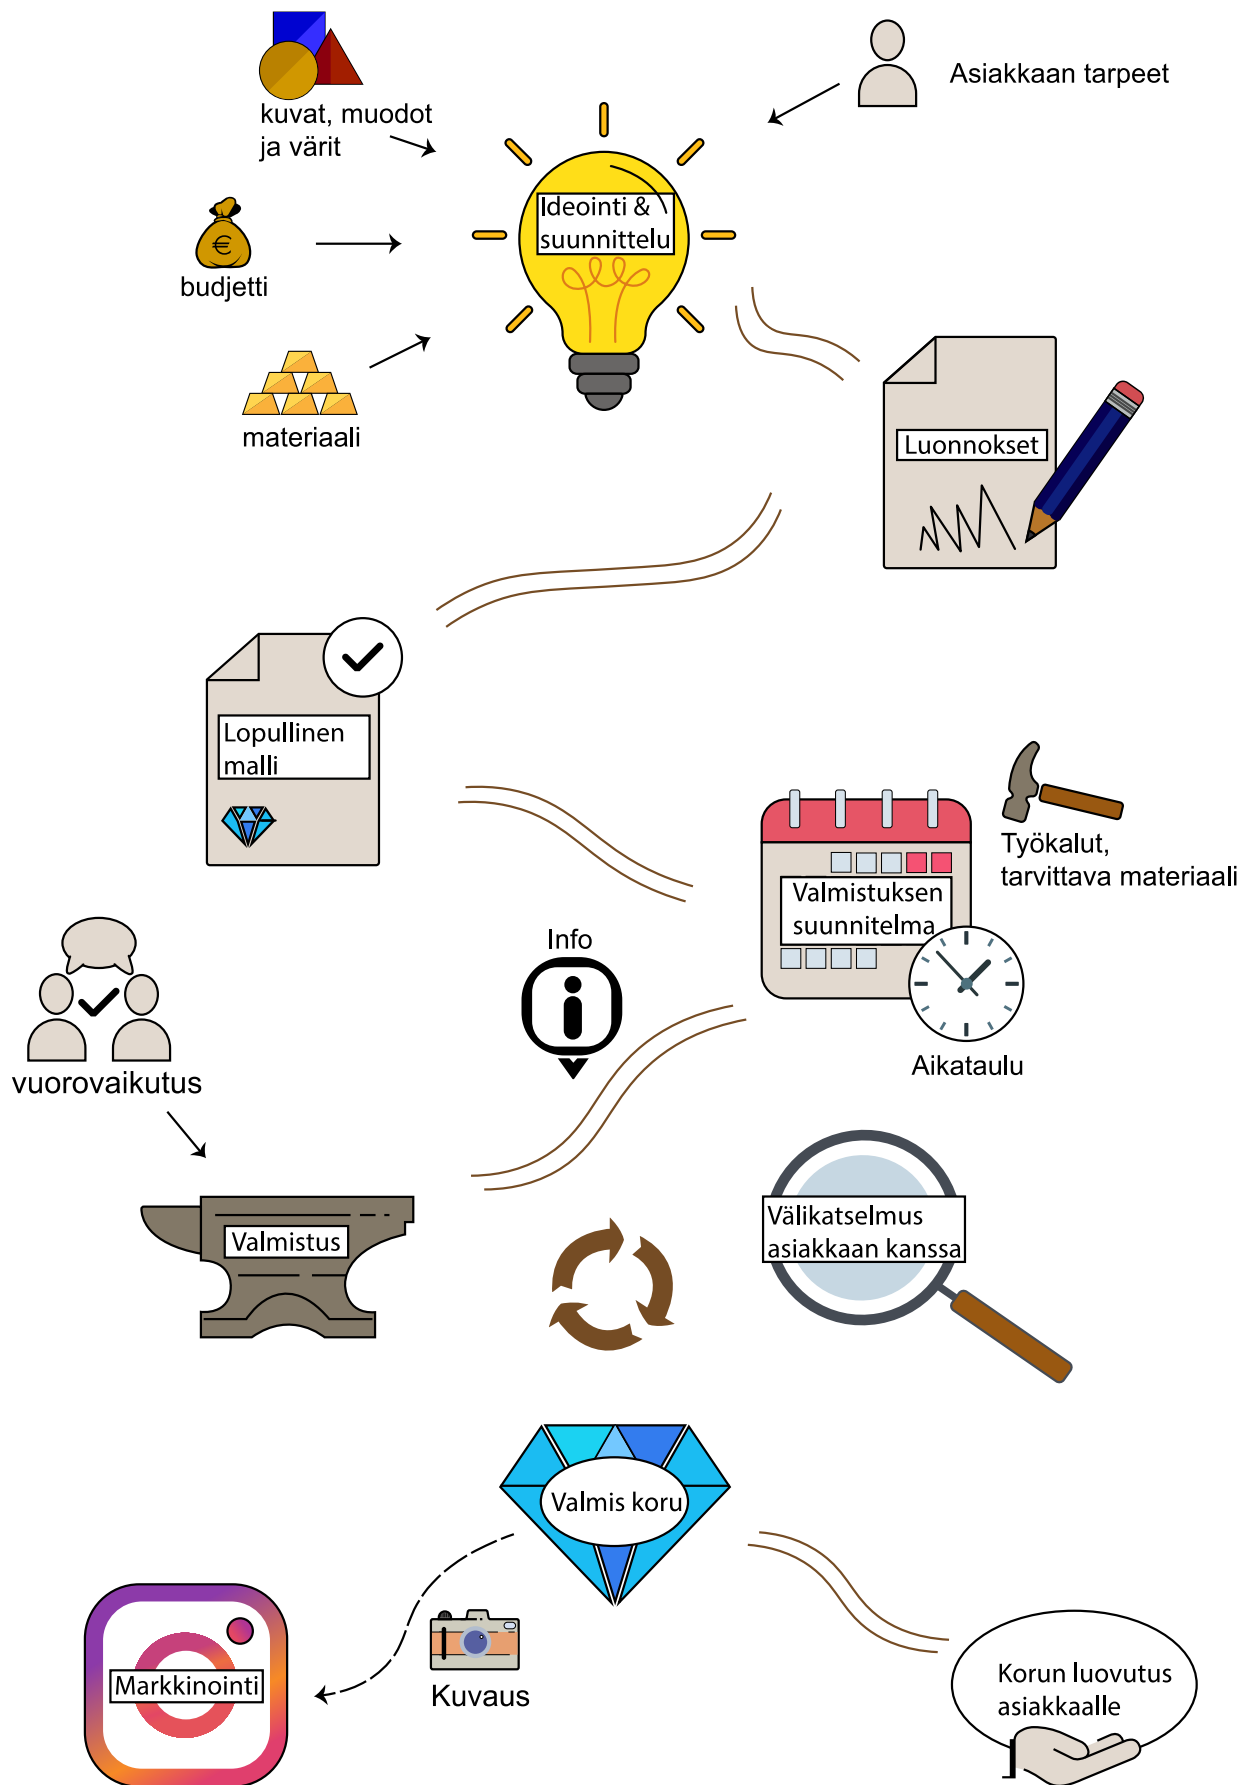 kuvat, muodot
ja värit
Asiakkaan tarpeet
Ideointi &
suunnittelu
€
budjetti
materiaali
Luonnokset
Lopullinen
malli
Työkalut,
tarvittava materiaali
Valmistuksen
suunnitelma
Aikataulu
Info
vuorovaikutus
Valmistus
Välikatselmus
asiakkaan kanssa
Valmis koru
Kuvaus
Markkinointi
Korun luovutus
asiakkaalle